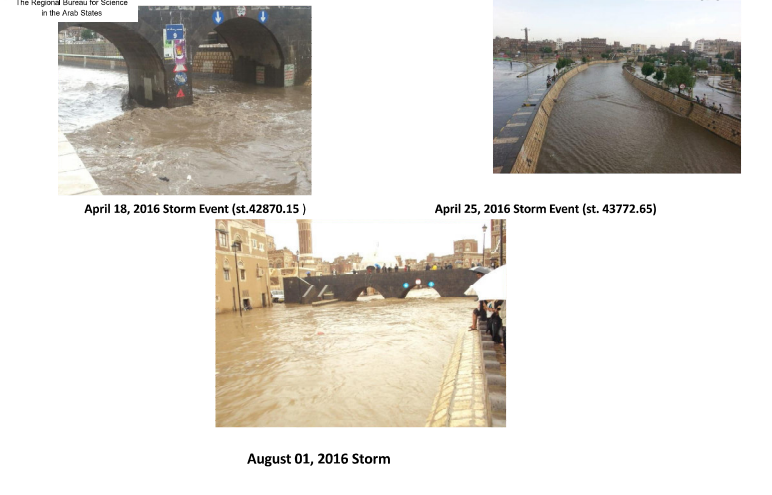 The Regional Bureau for Science
in the Arab States
9
April 18, 2016 Storm Event (st.42870.15 )
April 25, 2016 Storm Event (st. 43772.65)
August 01, 2016 Storm